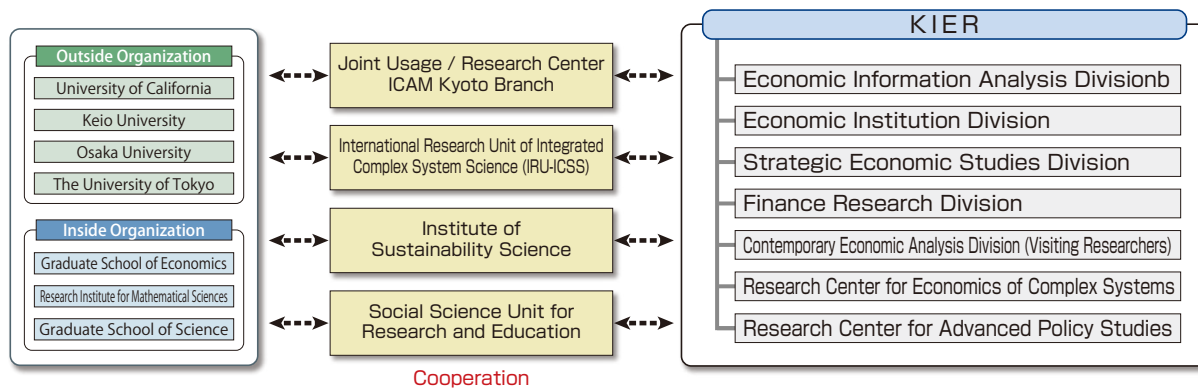 Outside Organization
University of California
Keio University
Osaka University
The University of Tokyo
Inside Organization
Graduate School of Economics
Research Institute for Mathematical Sciences
Graduate School of Science
Joint Usage / Research Center
ICAM Kyoto Branch
International Research Unit of Integrated
Complex System Science (IRU-ICSS)
Institute of
Sustainability Science
Social Science Unit for
Research and Education
Cooperation
KIER
Economic Information Analysis Divisionb
Economic Institution Division
Strategic Economic Studies Division
Finance Research Division
Contemporary Economic Analysis Division (Visiting Researchers)
Research Center for Economics of Complex Systems
Research Center for Advanced Policy Studies